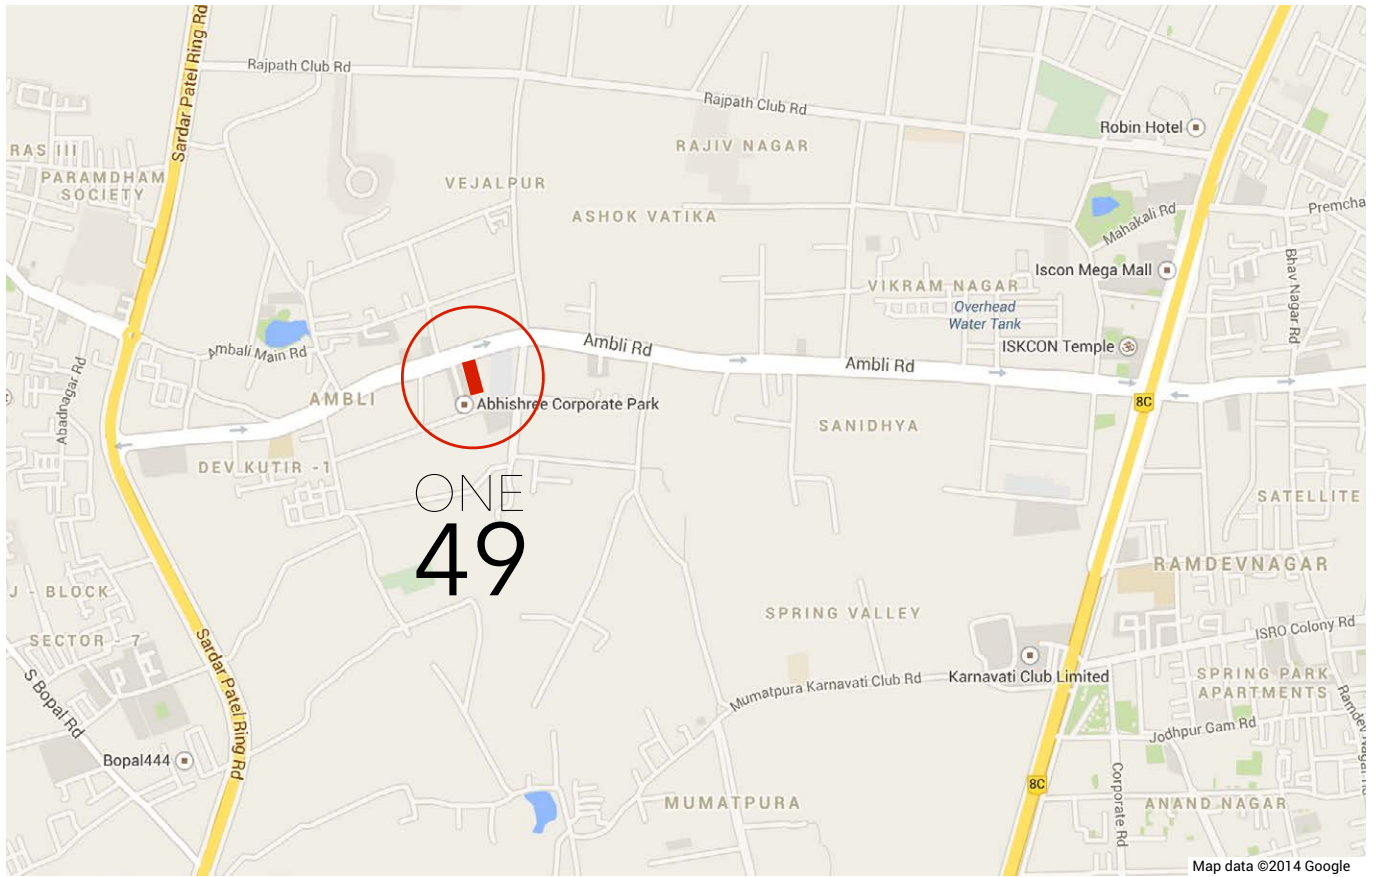 Sardar Patel Ring Rd
Rajpath Club Rd
Rajpath Club Rd
Robin Hotel
RAS III
PARAMDHAM
SOCIETY
RAJIV NAGAR
VEJALPUR
ASHOK VATIKA
Mahakali Rd
Premcha
Bhav Nagar Rd
Iscon Mega Mall
VIKRAM NAGAR
Overhead
Water Tank
ISKCON Temple
Ambali Main Rd
Ambli Rd
Ambli Rd
8C
Abadnagar Rd
AMBLI
Abhishree Corporate Park
SANIDHYA
DEV KUTIR -1
ONE
49
SATELLITE
RAMDEVNAGAR
J - BLOCK
SECTOR - 7
SPRING VALLEY
ISRO Colony Rd
S Bopal Rd
Sardar Patel Ring Rd
Karnavati Club Limited
Mumatpura Karnavati Club Rd
SPRING PARK
APARTMENTS
Jodhpur Gam Rd
Bopal444
8C
Corporate Rd
MUMATPURA
ANAND NAGAR
Map data ©2014 Google